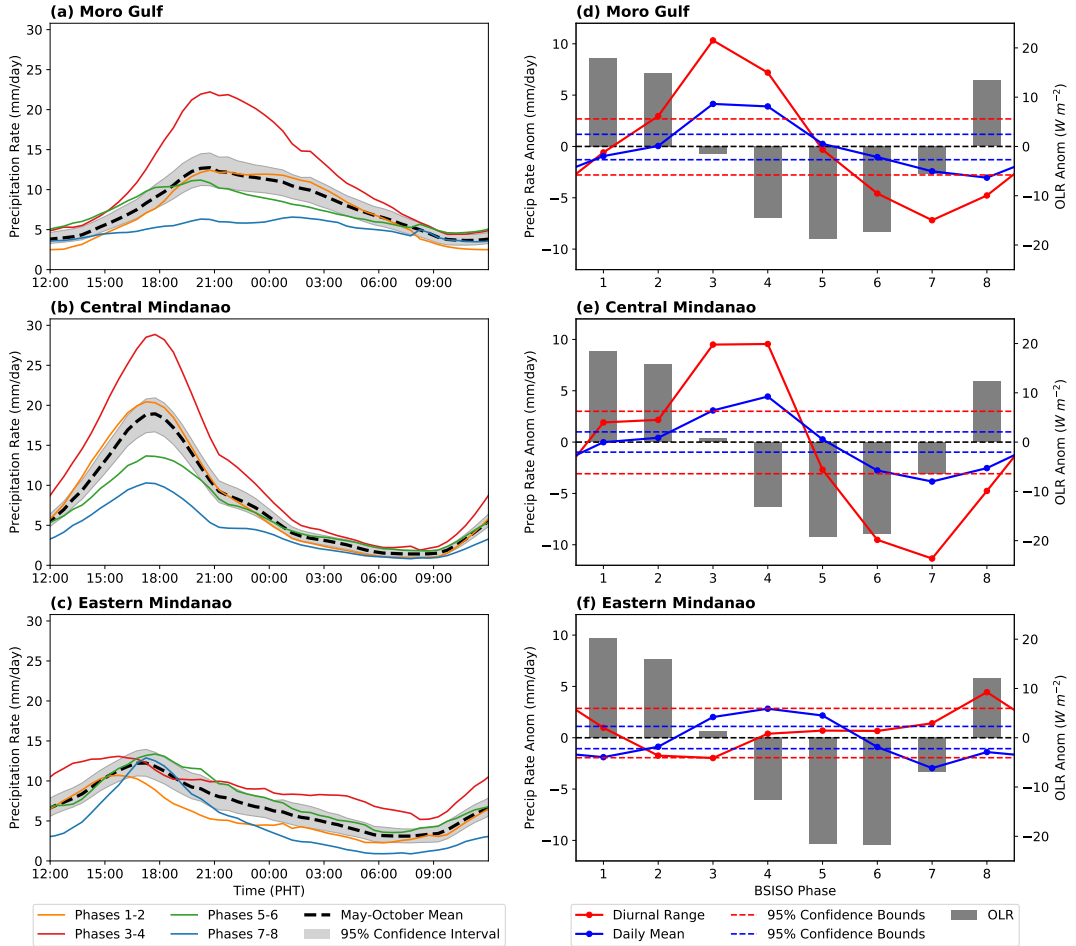 (a) Moro Gulf
Precipitation Rate (mm/day)
30
25
20
15
10
5
0
12:00 15:00 18:00 21:00 00:00 03:00 06:00 09:00
(d) Moro Gulf
Precip Rate Anom (mm/day)
10
5
0
−5
−10
1 2 3 4 5 6 7 8
20
10
0
−10
−20
OLR Anom (W m−2)
(b) Central Mindanao
Precipitation Rate (mm/day)
30
25
20
15
10
5
0
12:00 15:00 18:00 21:00 00:00 03:00 06:00 09:00
(e) Central Mindanao
Precip Rate Anom (mm/day)
10
5
0
−5
−10
1 2 3 4 5 6 7 8
20
10
0
−10
−20
OLR Anom (W m−2)
(c) Eastern Mindanao
Precipitation Rate (mm/day)
30
25
20
15
10
5
0
12:00 15:00 18:00 21:00 00:00 03:00 06:00 09:00
Time (PHT)
(f) Eastern Mindanao
Precip Rate Anom (mm/day)
10
5
0
−5
−10
1 2 3 4 5 6 7 8
BSISO Phase
20
10
0
−10
−20
OLR Anom (W m−2)
Phases 1-2 Phases 5-6 May-October Mean
Phases 3-4 Phases 7-8 95% Confidence Interval
Diurnal Range 95% Confidence Bounds OLR
Daily Mean 95% Confidence Bounds